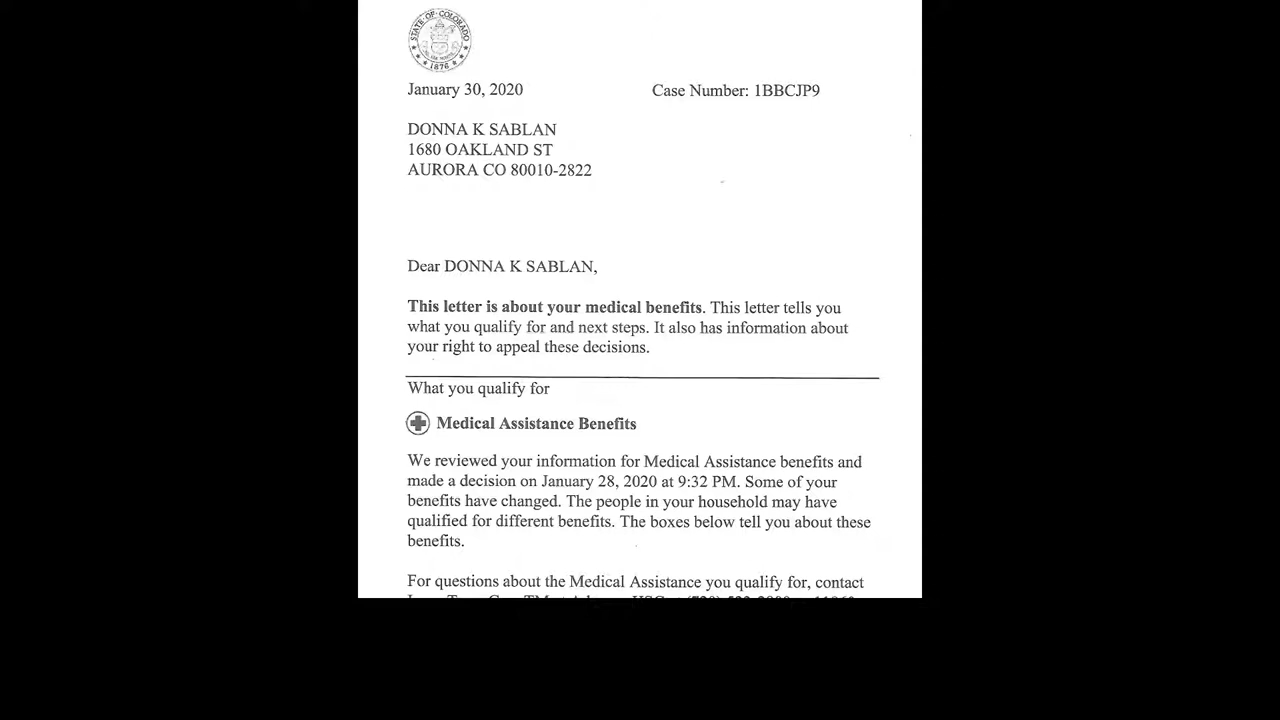 STATE OF COLORADO
1876
January 30, 2020 Case Number: 1BBCJP9
DONNA K SABLAN
1680 OAKLAND ST
AURORA CO 80010-2822
Dear DONNA K SABLAN,
This letter is about your medical benefits. This letter tells you
what you qualify for and next steps. It also has information about
your right to appeal these decisions.
What you qualify for
Medical Assistance Benefits
We reviewed your information for Medical Assistance benefits and
made a decision on January 28, 2020 at 9:32 PM. Some of your
benefits have changed. The people in your household may have
qualified for different benefits. The boxes below tell you about these
benefits.
For questions about the Medical Assistance you qualify for, contact